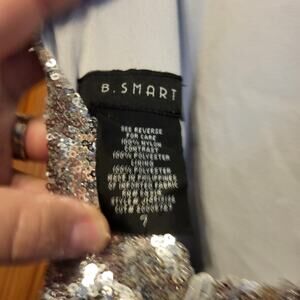 B. SMART
SEE REVERSE
FOR CARE
100% NYLON
CONTRAST
100% POLYESTER
LINING
100% POLYESTER
MADE IN PHILIPPINES
OF IMPORTED FABRIC
7